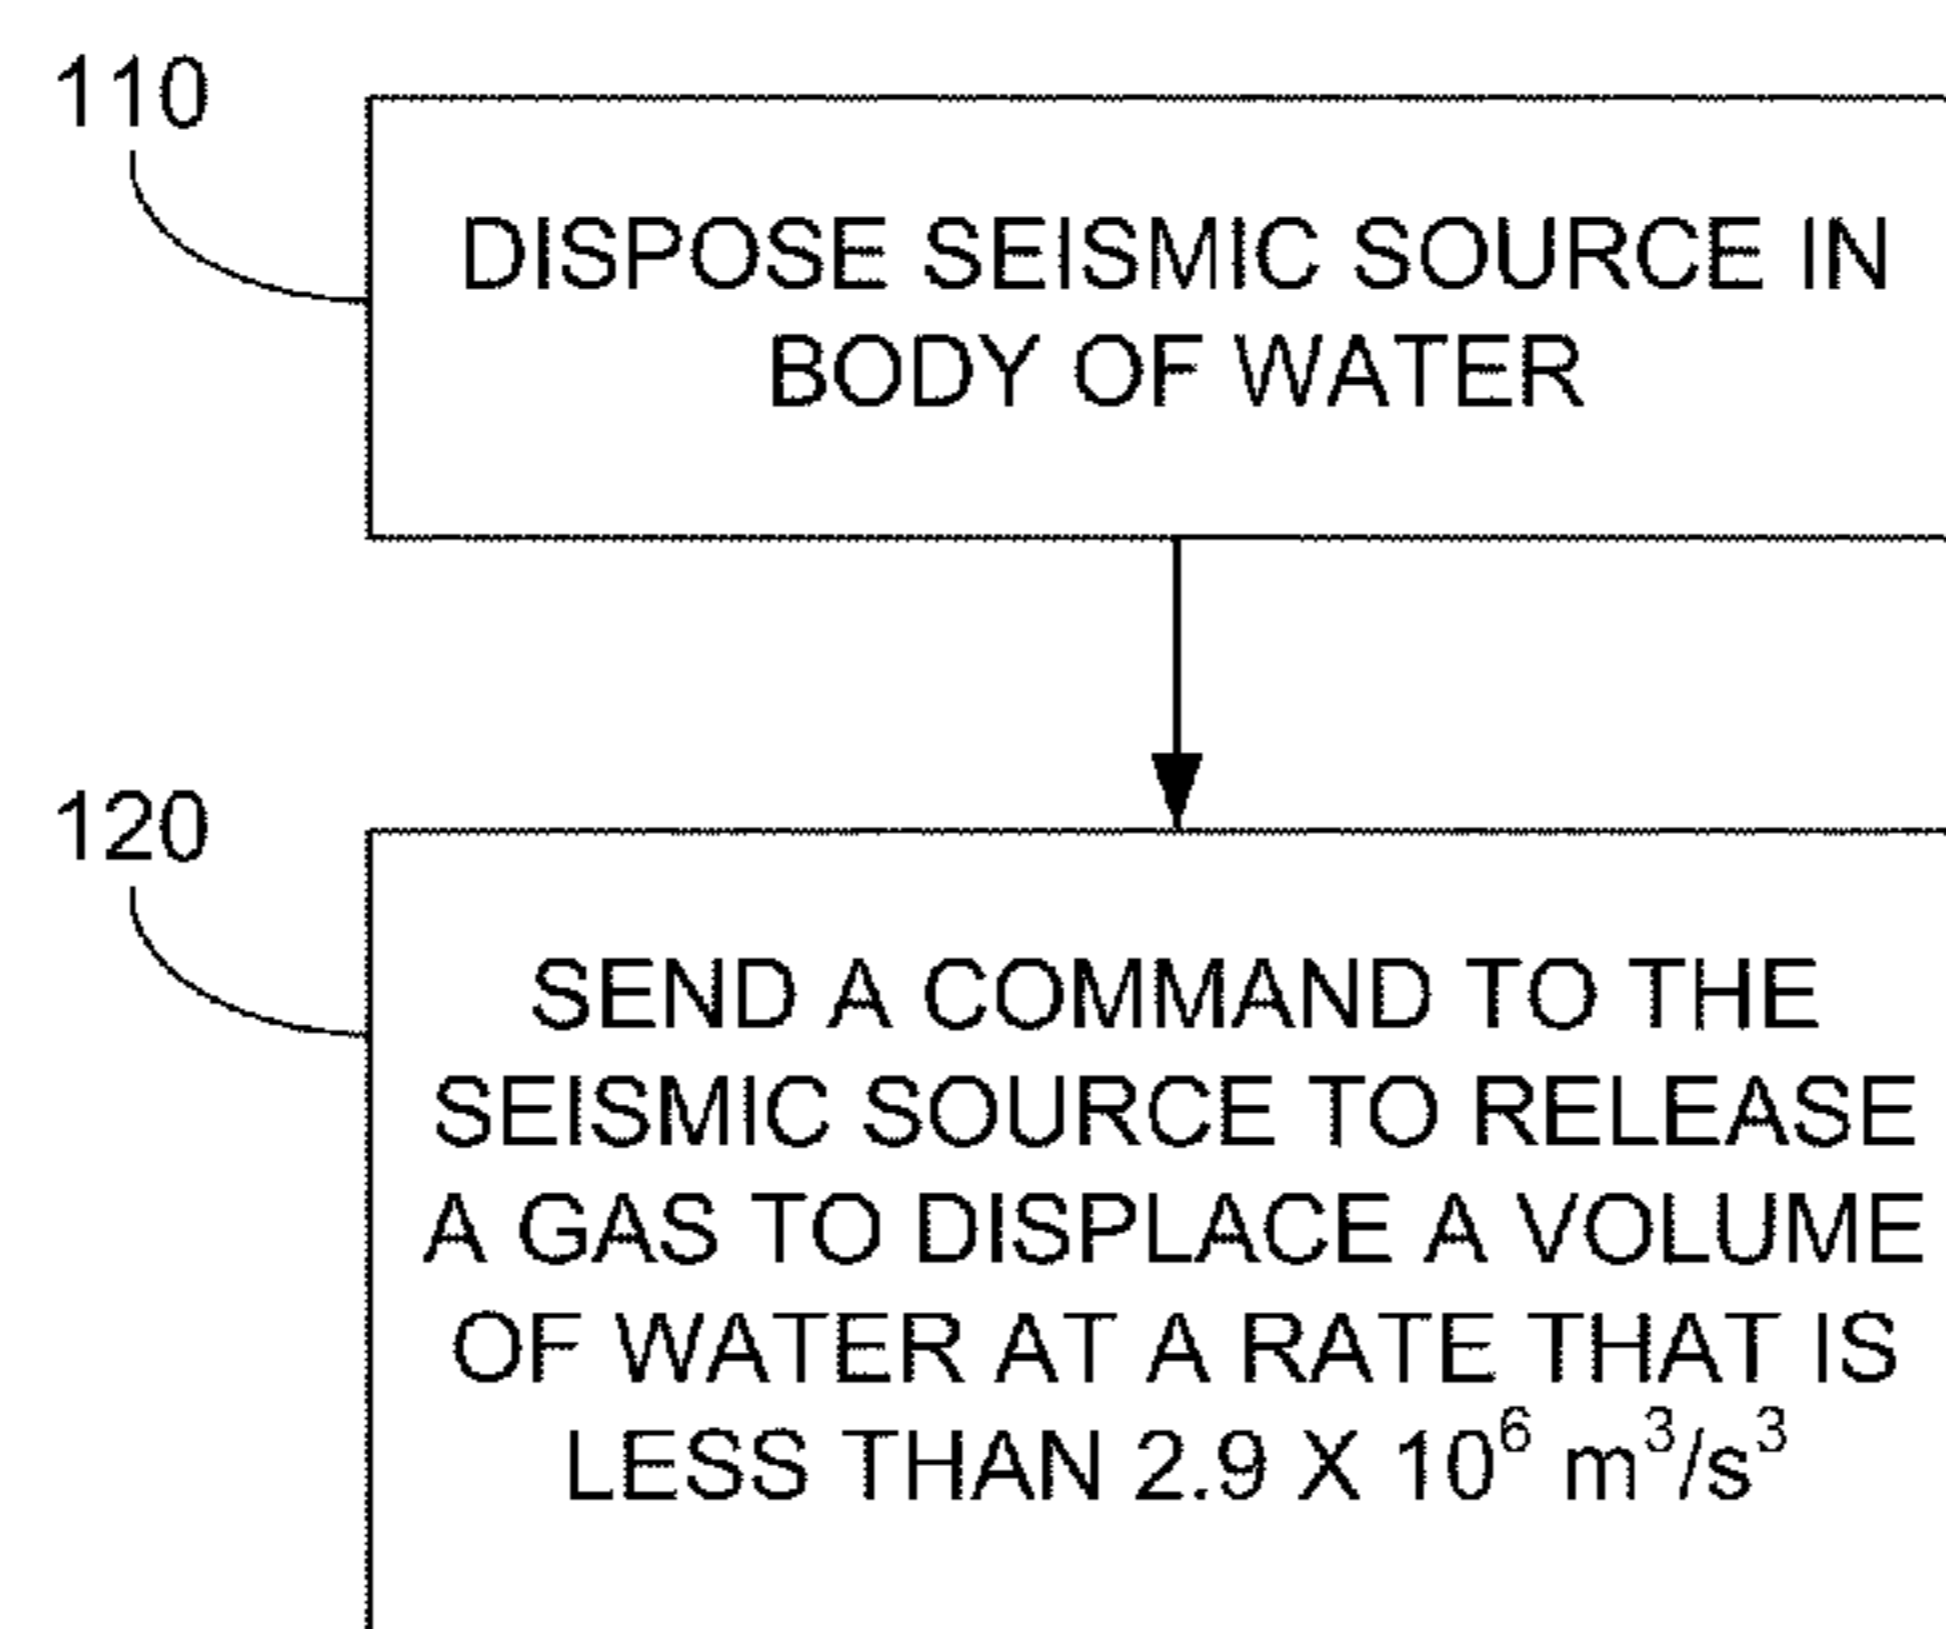 110
DISPOSE SEISMIC SOURCE IN
BODY OF WATER
120
SEND A COMMAND TO THE
SEISMIC SOURCE TO RELEASE
A GAS TO DISPLACE A VOLUME
OF WATER AT A RATE THAT IS
LESS THAN 2.9 X 10⁶ m³/s³